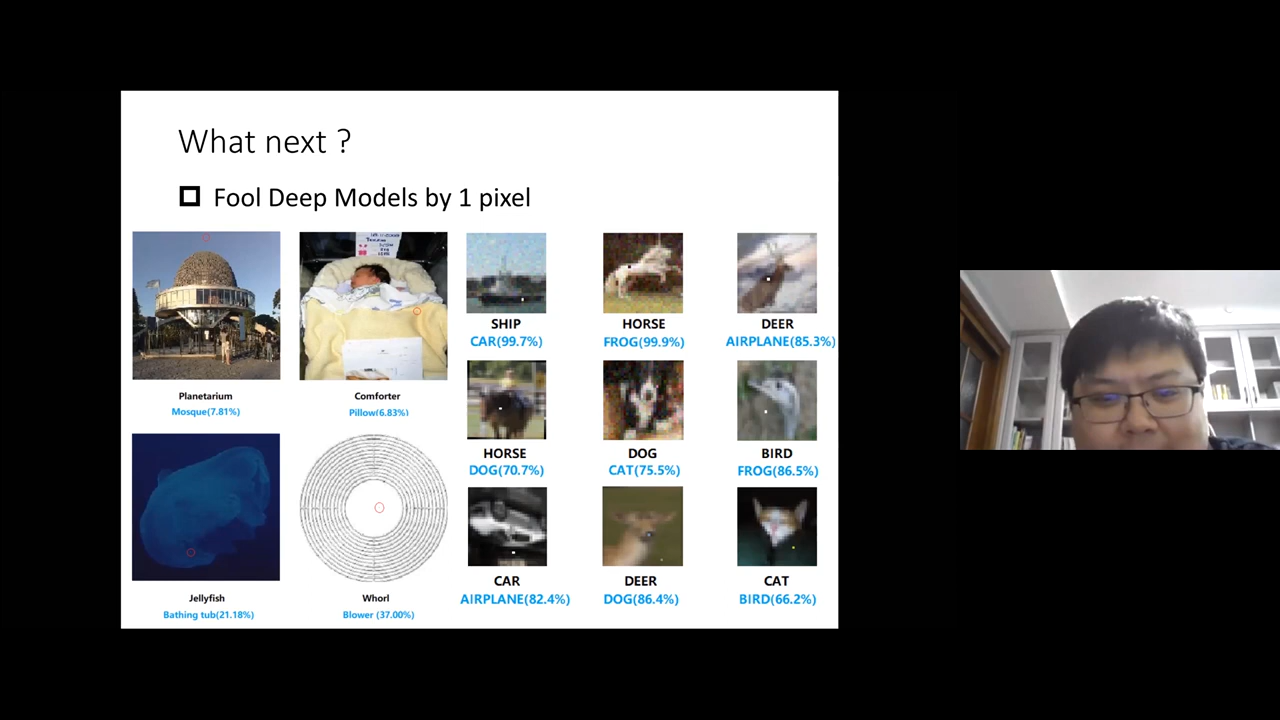 What next ?
Fool Deep Models by 1 pixel
Planetarium
Mosque(7.81%)
Comforter
Pillow(6.83%)
Jellyfish
Bathing tub(21.18%)
Whorl
Blower (37.00%)
SHIP
CAR(99.7%)
HORSE
FROG(99.9%)
DEER
AIRPLANE(85.3%)
HORSE
DOG(70.7%)
DOG
CAT(75.5%)
BIRD
FROG(86.5%)
CAR
AIRPLANE(82.4%)
DEER
DOG(86.4%)
CAT
BIRD(66.2%)